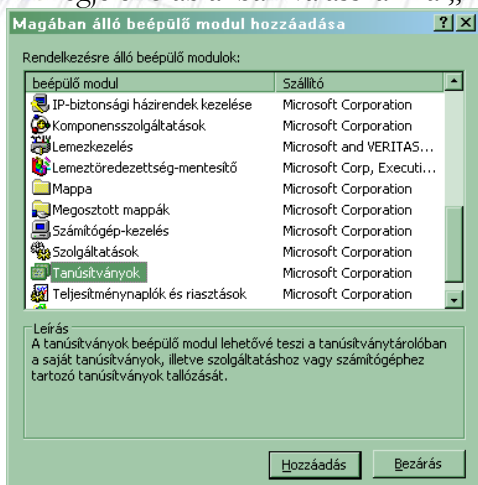 Magában álló beépülő modul hozzáadása
Rendelkezésre álló beépülő modulok:
beépülő modul Szállító
IP-biztonsági házirendek kezelése Microsoft Corporation
Komponensszolgáltatások Microsoft Corporation
Lemezkezelés Microsoft and VERITAS...
Lemeztöredezettség-mentesítő Microsoft Corp, Executi...
Mappa Microsoft Corporation
Megosztott mappák Microsoft Corporation
Számítógép-kezelés Microsoft Corporation
Szolgáltatások Microsoft Corporation
Tanúsítványok Microsoft Corporation
Teljesítménynaplók és riasztások Microsoft Corporation
Leírás
A tanúsítványok beépülő modul lehetővé teszi a tanúsítványtárolóban
a saját tanúsítványok, illetve szolgáltatáshoz vagy számítógéphez
tartozó tanúsítványok tallózását.
Hozzáadás Bezárás